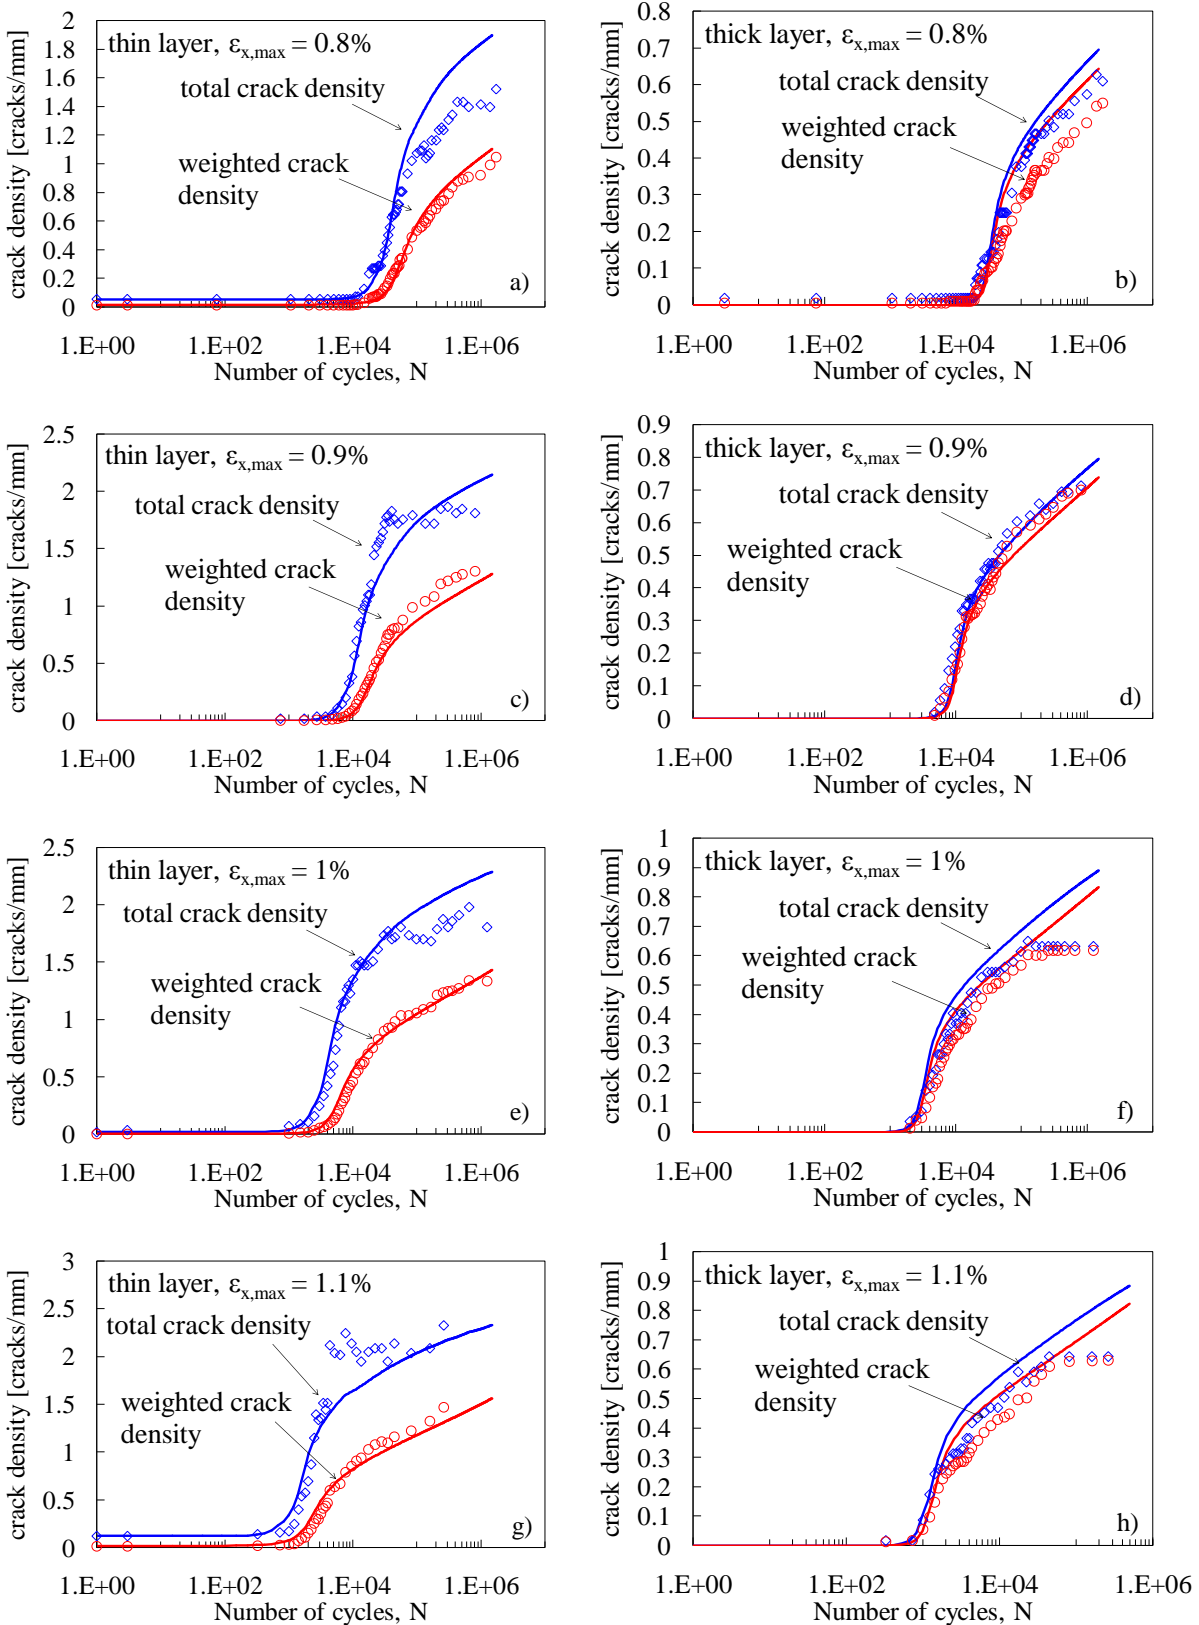 thin layer, εx,max = 0.8%
total crack density
weighted crack
density
a)
crack density [cracks/mm]
2
1.8
1.6
1.4
1.2
1
0.8
0.6
0.4
0.2
0
1.E+00 1.E+02 1.E+04 1.E+06
Number of cycles, N
thick layer, εx,max = 0.8%
total crack density
weighted crack
density
b)
crack density [cracks/mm]
0.8
0.7
0.6
0.5
0.4
0.3
0.2
0.1
0
1.E+00 1.E+02 1.E+04 1.E+06
Number of cycles, N
thin layer, εx,max = 0.9%
total crack density
weighted crack
density
c)
crack density [cracks/mm]
2.5
2
1.5
1
0.5
0
1.E+00 1.E+02 1.E+04 1.E+06
Number of cycles, N
thick layer, εx,max = 0.9%
total crack density
weighted crack
density
d)
crack density [cracks/mm]
0.9
0.8
0.7
0.6
0.5
0.4
0.3
0.2
0.1
0
1.E+00 1.E+02 1.E+04 1.E+06
Number of cycles, N
thin layer, εx,max = 1%
total crack density
weighted crack
density
e)
crack density [cracks/mm]
2.5
2
1.5
1
0.5
0
1.E+00 1.E+02 1.E+04 1.E+06
Number of cycles, N
thick layer, εx,max = 1%
total crack density
weighted crack
density
f)
crack density [cracks/mm]
1
0.9
0.8
0.7
0.6
0.5
0.4
0.3
0.2
0.1
0
1.E+00 1.E+02 1.E+04 1.E+06
Number of cycles, N
thin layer, εx,max = 1.1%
total crack density
weighted crack
density
g)
crack density [cracks/mm]
3
2.5
2
1.5
1
0.5
0
1.E+00 1.E+02 1.E+04 1.E+06
Number of cycles, N
thick layer, εx,max = 1.1%
total crack density
weighted crack
density
h)
crack density [cracks/mm]
1
0.9
0.8
0.7
0.6
0.5
0.4
0.3
0.2
0.1
0
1.E+00 1.E+02 1.E+04 1.E+06
Number of cycles, N